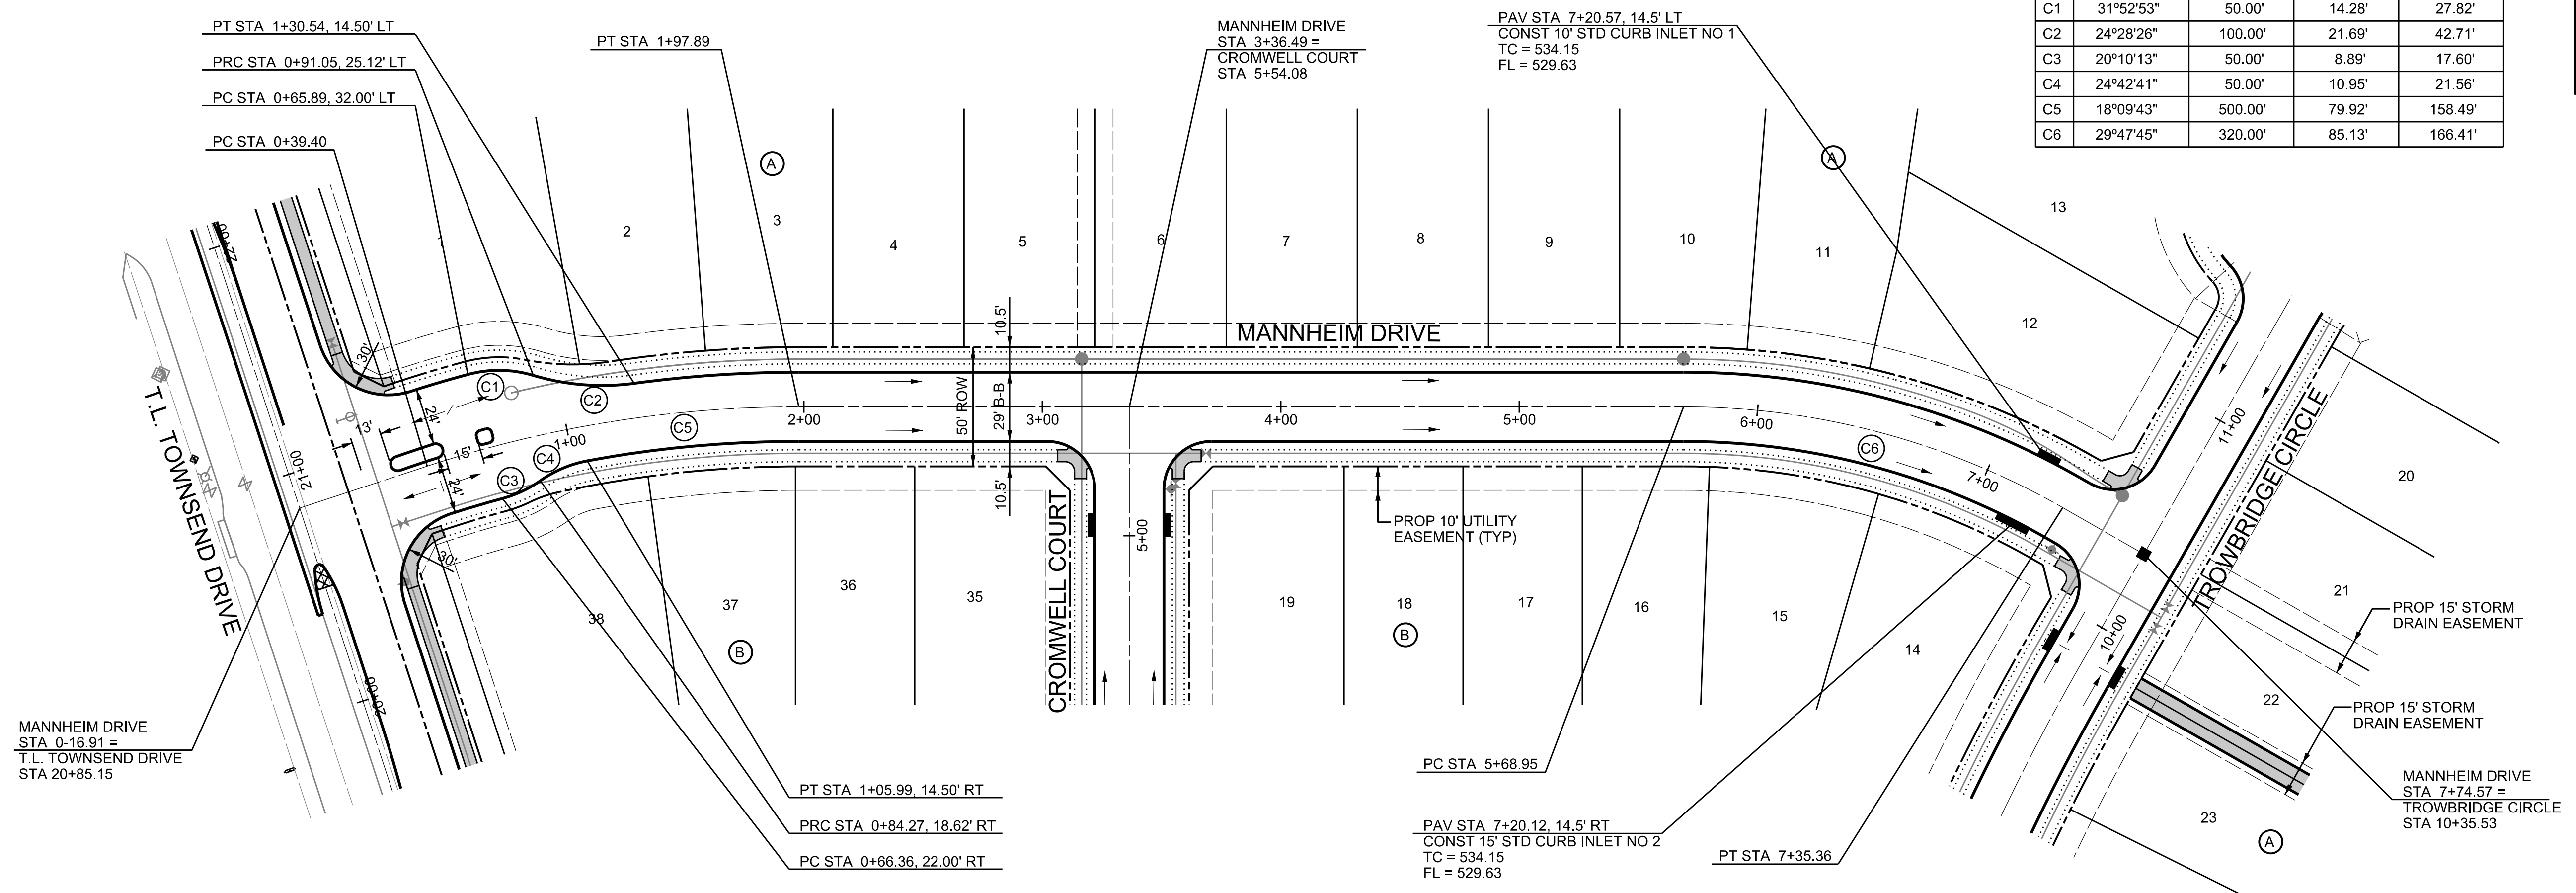 C1 31°52'53" 50.00' 14.28' 27.82'
C2 24°28'26" 100.00' 21.69' 42.71'
C3 20°10'13" 50.00' 8.89' 17.60'
C4 24°42'41" 50.00' 10.95' 21.56'
C5 18°09'43" 500.00' 79.92' 158.49'
C6 29°47'45" 320.00' 85.13' 166.41'
PT STA 1+30.54, 14.50' LT
PRC STA 0+91.05, 25.12' LT
PC STA 0+65.89, 32.00' LT
PC STA 0+39.40
PT STA 1+97.89
MANNHEIM DRIVE
STA 3+36.49 =
CROMWELL COURT
STA 5+54.08
PAV STA 7+20.57, 14.5' LT
CONST 10' STD CURB INLET NO 1
TC = 534.15
FL = 529.63
A
A
1
2
3
4
5
6
7
8
9
10
11
12
13
MANNHEIM DRIVE
22+00
21+00
20+00
T.L. TOWNSEND DRIVE
30'
13'
24'
15'
24'
30'
C1
C2
C3
C4
C5
C6
1+00
2+00
3+00
4+00
5+00
6+00
7+00
10.5'
50' ROW
29' B-B
10.5'
CROMWELL COURT
5+00
PROP 10' UTILITY
EASEMENT (TYP)
11+00
10+00
TROWBRIDGE CIRCLE
38
37
36
35
B
19
18
17
16
15
14
B
20
21
22
23
A
PROP 15' STORM
DRAIN EASEMENT
PROP 15' STORM
DRAIN EASEMENT
MANNHEIM DRIVE
STA 0-16.91 =
T.L. TOWNSEND DRIVE
STA 20+85.15
PT STA 1+05.99, 14.50' RT
PRC STA 0+84.27, 18.62' RT
PC STA 0+66.36, 22.00' RT
PC STA 5+68.95
PAV STA 7+20.12, 14.5' RT
CONST 15' STD CURB INLET NO 2
TC = 534.15
FL = 529.63
PT STA 7+35.36
MANNHEIM DRIVE
STA 7+74.57 =
TROWBRIDGE CIRCLE
STA 10+35.53